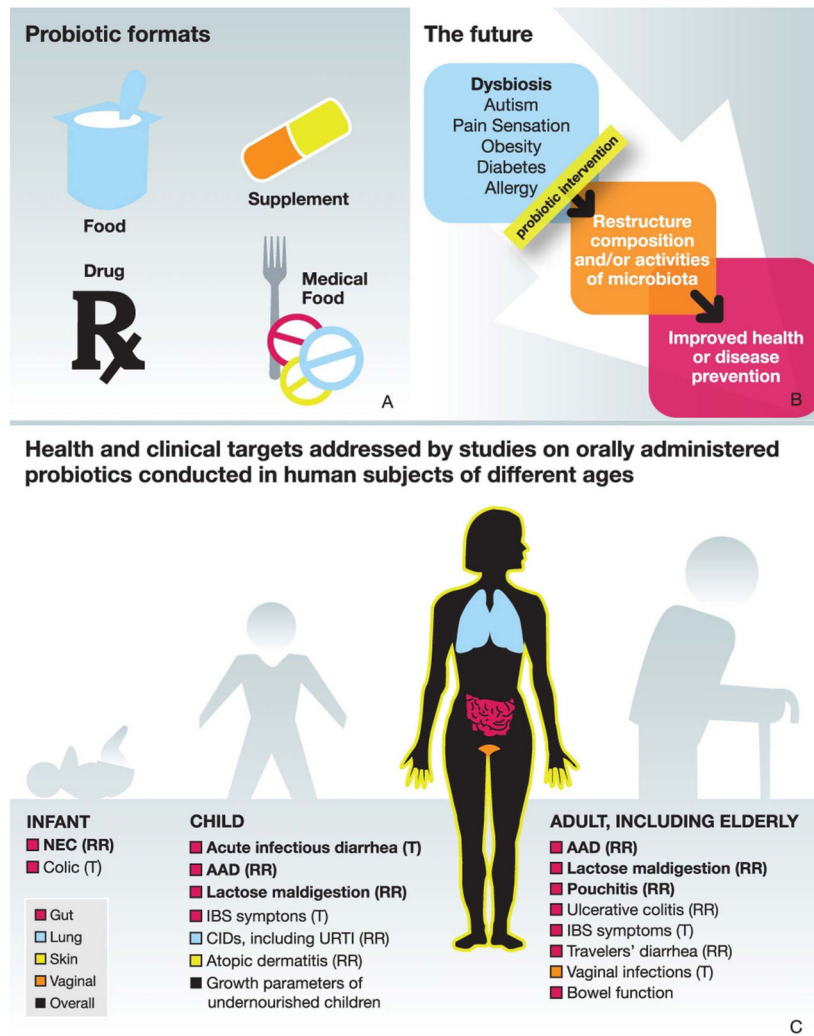 Probiotic formats
Food
Supplement
Drug
Rx
Medical
Food
A
The future
Dysbiosis
Autism
Pain Sensation
Obesity
Diabetes
Allergy
probiotic intervention
Restructure
composition
and/or activities
of microbiota
Improved health
or disease
prevention
B
Health and clinical targets addressed by studies on orally administered
probiotics conducted in human subjects of different ages
INFANT
NEC (RR)
Colic (T)
Gut
Lung
Skin
Vaginal
Overall
CHILD
Acute infectious diarrhea (T)
AAD (RR)
Lactose maldigestion (RR)
IBS symptons (T)
CIDs, including URTI (RR)
Atopic dermatitis (RR)
Growth parameters of
undernourished children
ADULT, INCLUDING ELDERLY
AAD (RR)
Lactose maldigestion (RR)
Pouchitis (RR)
Ulcerative colitis (RR)
IBS symptoms (T)
Travelers' diarrhea (RR)
Vaginal infections (T)
Bowel function
C